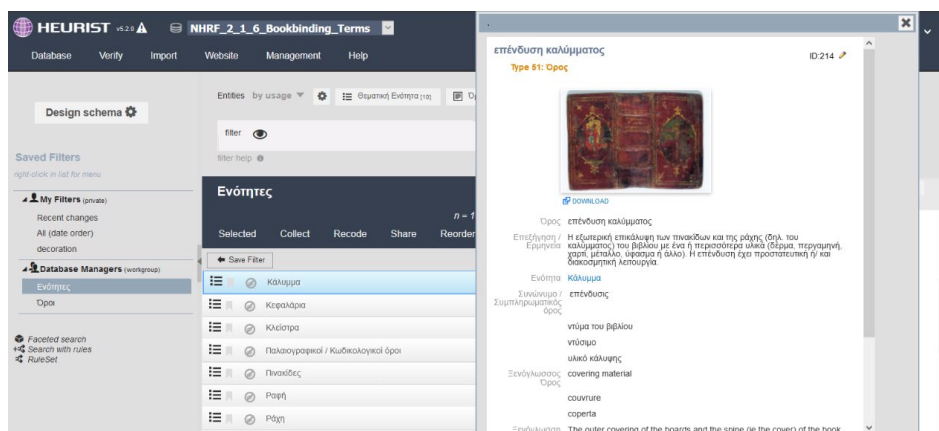 HEURIST v5.2.0
NHRF_2_1_6_Bookbinding_Terms
Database Verify Import Website Management Help
Design schema
Entities by usage
Θεματική Ενότητα [10]
filter
filter help
Saved Filters
right-click in list for menu
My Filters (private)
Recent changes
All (date order)
decoration
Database Managers (workgroup)
Ενότητες
Όροι
Faceted search
Search with rules
RuleSet
Ενότητες
n = 1
Selected Collect Recode Share Reorder
Save Filter
Κάλυμμα
Κεφαλάρια
Κλείστρα
Παλαιογραφικοί / Κωδικολογικοί όροι
Πινακίδες
Ραφή
Ράχη
επένδυση καλύμματος
ID:214
Type 51: Όρος
DOWNLOAD
Όρος επένδυση καλύμματος
Επεξήγηση / Ερμηνεία
Η εξωτερική επικάλυψη των πινακίδων και της ράχης (δηλ. του
καλύμματος) του βιβλίου με ένα ή περισσότερα υλικά (δέρμα, περγαμηνή,
χαρτί, μέταλλο, ύφασμα ή άλλο). Η επένδυση έχει προστατευτική ή/ και
διακοσμητική λειτουργία.
Ενότητα Κάλυμμα
Συνώνυμο / Συμπληρωματικός όρος
επένδυσις
ντύμα του βιβλίου
ντύσιμο
υλικό κάλυψης
Ξενόγλωσσος Όρος
covering material
couvrure
coperta
Ξενόγλωσση The outer covering of the boards and the spine (ie the cover) of the book